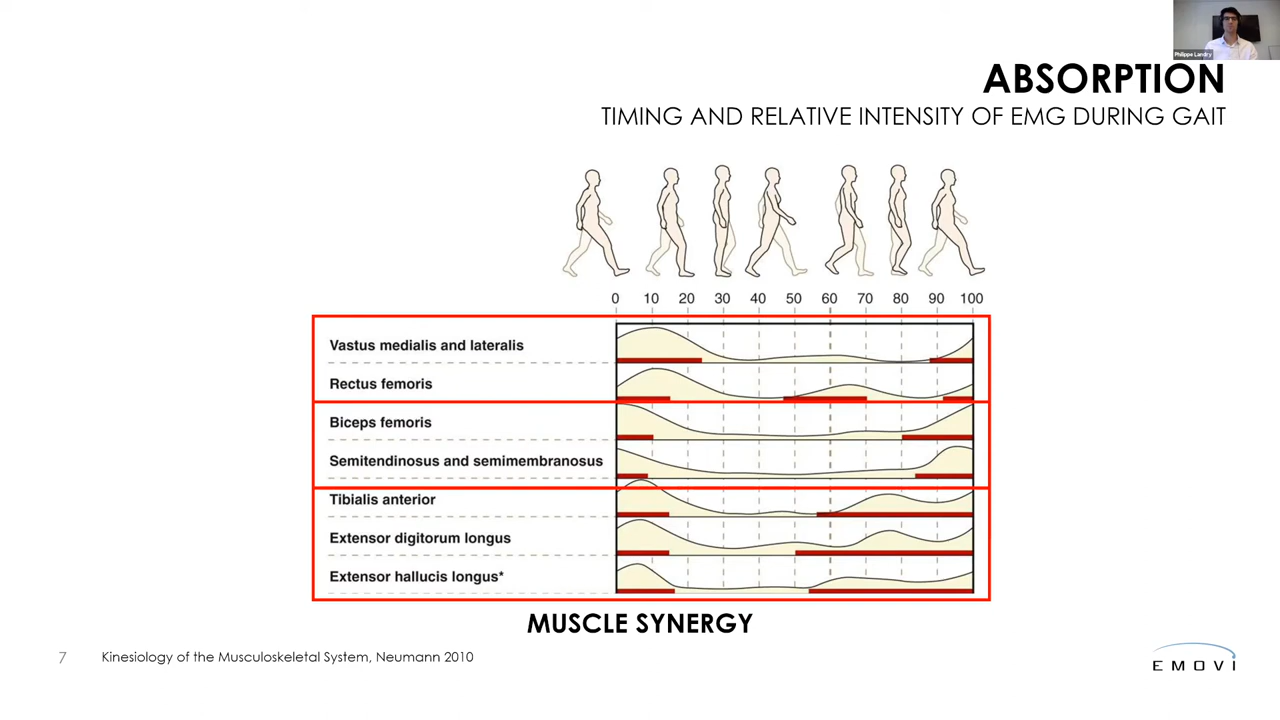 Philippe Landry
ABSORPTION
TIMING AND RELATIVE INTENSITY OF EMG DURING GAIT
0 10 20 30 40 50 60 70 80 90 100
Vastus medialis and lateralis
Rectus femoris
Biceps femoris
Semitendinosus and semimembranosus
Tibialis anterior
Extensor digitorum longus
Extensor hallucis longus*
MUSCLE SYNERGY
7 Kinesiology of the Musculoskeletal System, Neumann 2010
EMOVI